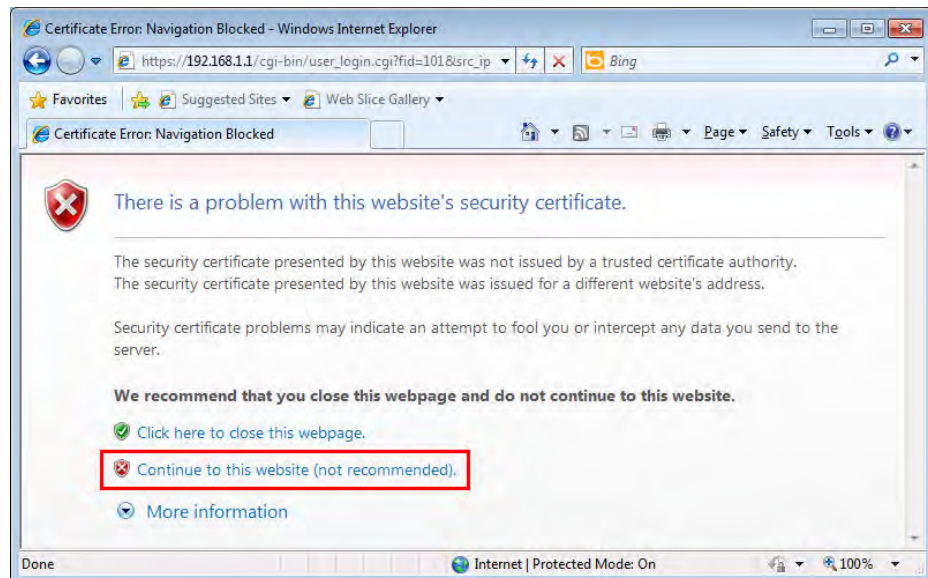 Certificate Error: Navigation Blocked - Windows Internet Explorer
https://192.168.1.1/cgi-bin/user_login.cgi?fid=101&src_ip
Bing
Favorites Suggested Sites Web Slice Gallery
Certificate Error: Navigation Blocked Page Safety Tools
There is a problem with this website's security certificate.
The security certificate presented by this website was not issued by a trusted certificate authority.
The security certificate presented by this website was issued for a different website's address.
Security certificate problems may indicate an attempt to fool you or intercept any data you send to the
server.
We recommend that you close this webpage and do not continue to this website.
Click here to close this webpage.
Continue to this website (not recommended).
More information
Done Internet | Protected Mode: On 100%